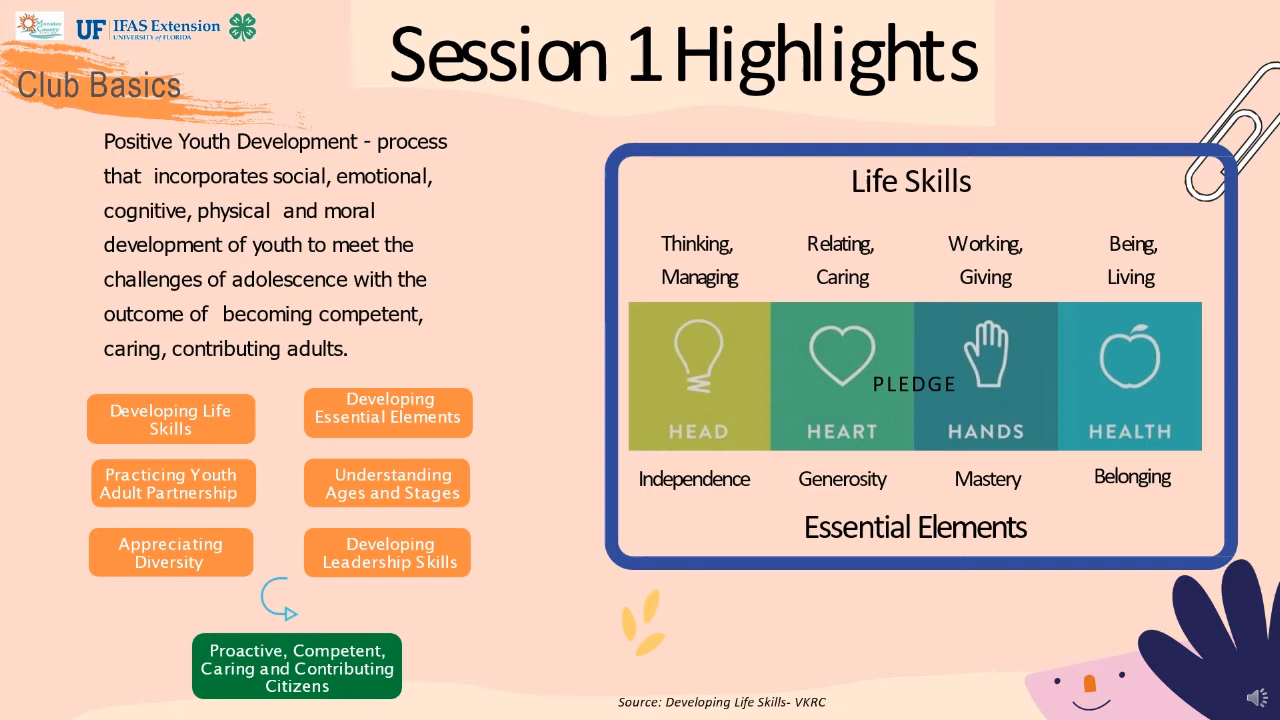 Manatee
County
UF IFAS Extension
UNIVERSITY of FLORIDA
Session 1 Highlights
Club Basics
Positive Youth Development - process
that incorporates social, emotional,
cognitive, physical and moral
development of youth to meet the
challenges of adolescence with the
outcome of becoming competent,
caring, contributing adults.
Developing Life
Skills
Developing
Essential Elements
Practicing Youth
Adult Partnership
Understanding
Ages and Stages
Appreciating
Diversity
Developing
Leadership Skills
Proactive, Competent,
Caring and Contributing
Citizens
Life Skills
Thinking,
Managing
Relating,
Caring
Working,
Giving
Being,
Living
PLEDGE
HEAD
HEART
HANDS
HEALTH
Independence
Generosity
Mastery
Belonging
Essential Elements
Source: Developing Life Skills- VKRC